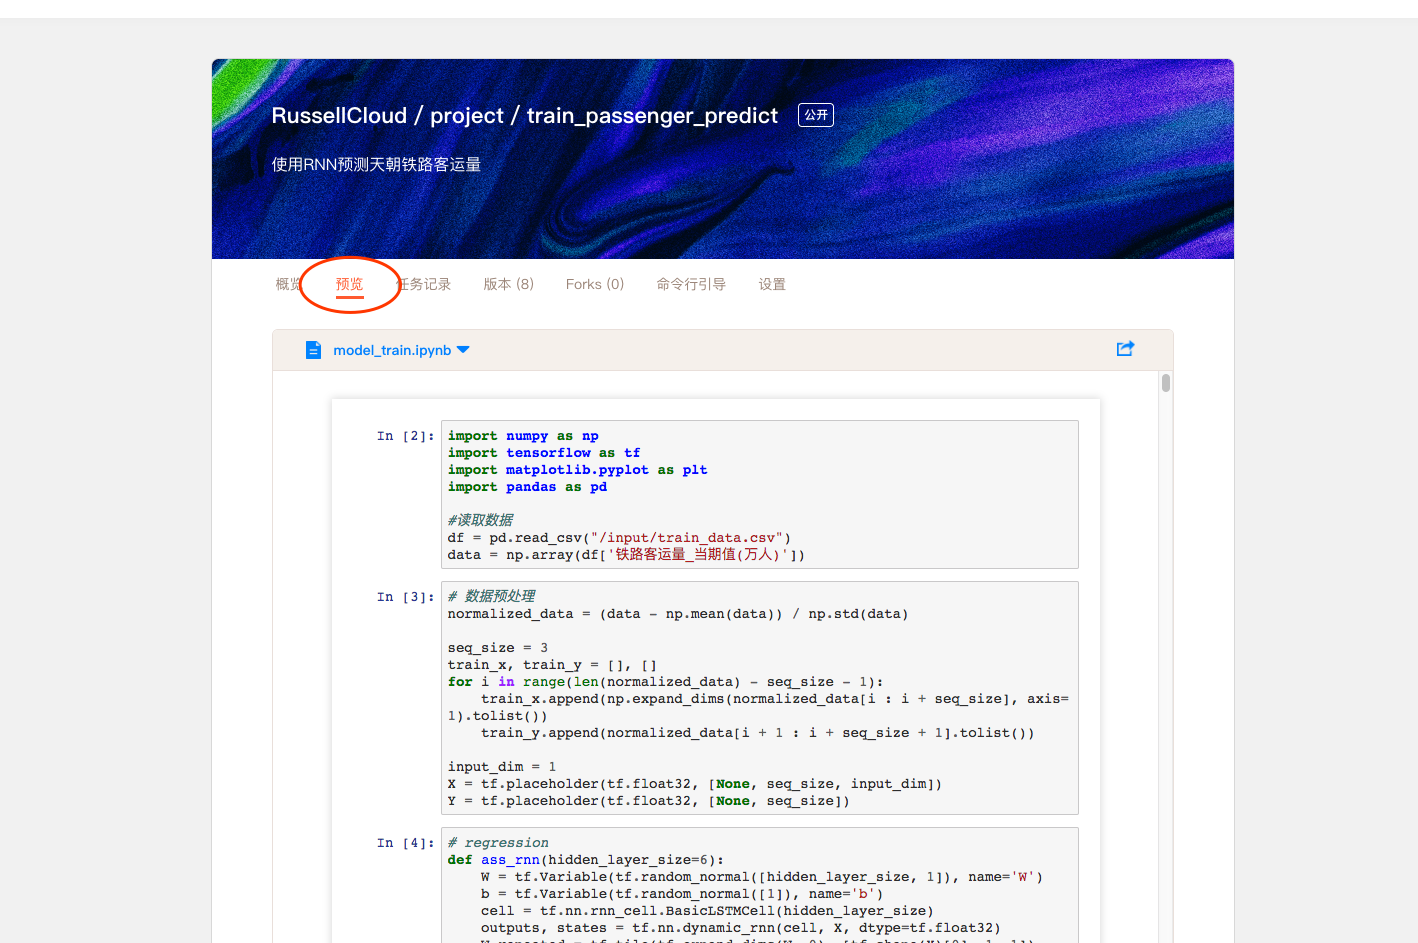 RussellCloud / project / train_passenger_predict 公开
使用RNN预测天朝铁路客运量
概览 预览 任务记录 版本 (8) Forks (0) 命令行引导 设置
model_train.ipynb
In [2]:
import numpy as np
import tensorflow as tf
import matplotlib.pyplot as plt
import pandas as pd
#读取数据
df = pd.read_csv("/input/train_data.csv")
data = np.array(df['铁路客运量_当期值(万人)'])
In [3]:
# 数据预处理
normalized_data = (data - np.mean(data)) / np.std(data)
seq_size = 3
train_x, train_y = [], []
for i in range(len(normalized_data) - seq_size - 1):
    train_x.append(np.expand_dims(normalized_data[i : i + seq_size], axis=
1).tolist())
    train_y.append(normalized_data[i + 1 : i + seq_size + 1].tolist())
input_dim = 1
X = tf.placeholder(tf.float32, [None, seq_size, input_dim])
Y = tf.placeholder(tf.float32, [None, seq_size])
In [4]:
# regression
def ass_rnn(hidden_layer_size=6):
    W = tf.Variable(tf.random_normal([hidden_layer_size, 1]), name='W')
    b = tf.Variable(tf.random_normal([1]), name='b')
    cell = tf.nn.rnn_cell.BasicLSTMCell(hidden_layer_size)
    outputs, states = tf.nn.dynamic_rnn(cell, X, dtype=tf.float32)